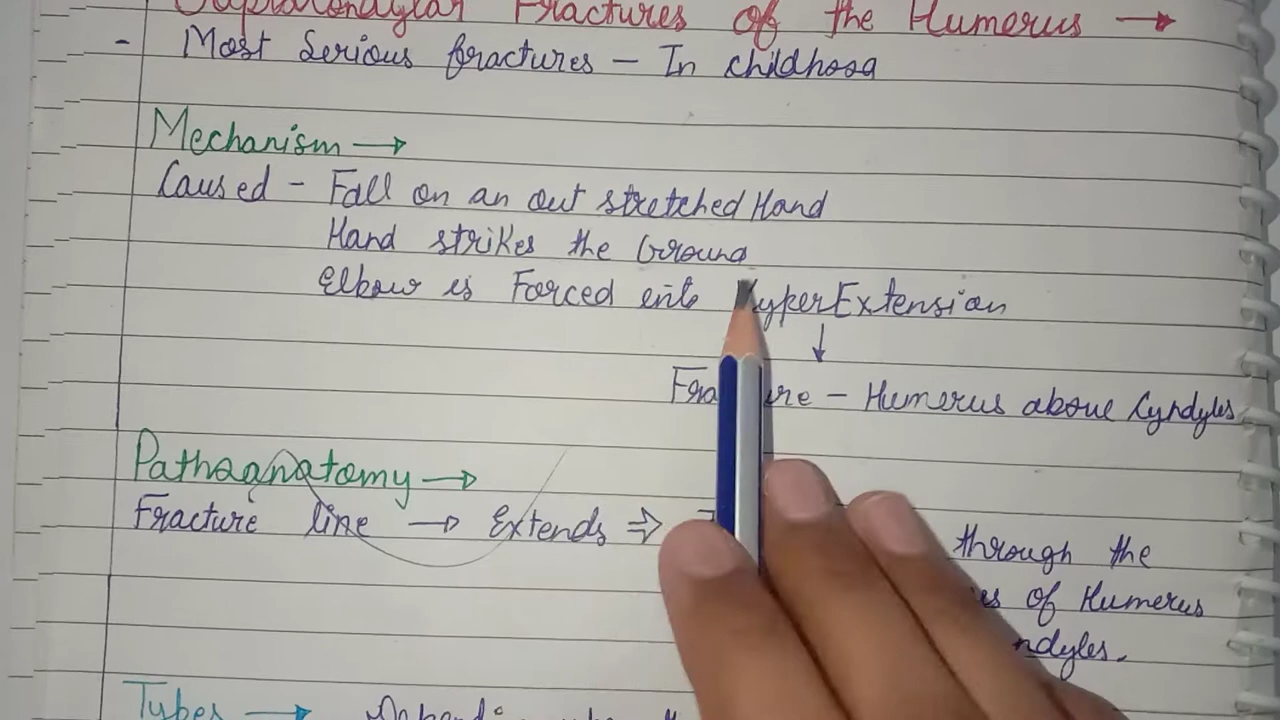 Supracondylar Fractures of the Humerus →
- Most Serious fractures - In childhood
Mechanism →
Caused - Fall on an out stretched Hand
Hand strikes the Ground
Elbow is Forced into HyperExtension
↓
Fracture - Humerus above Cyndyles
Pathoanatomy →
Fracture line → Extends ⇒
through the
of Humerus
Types →